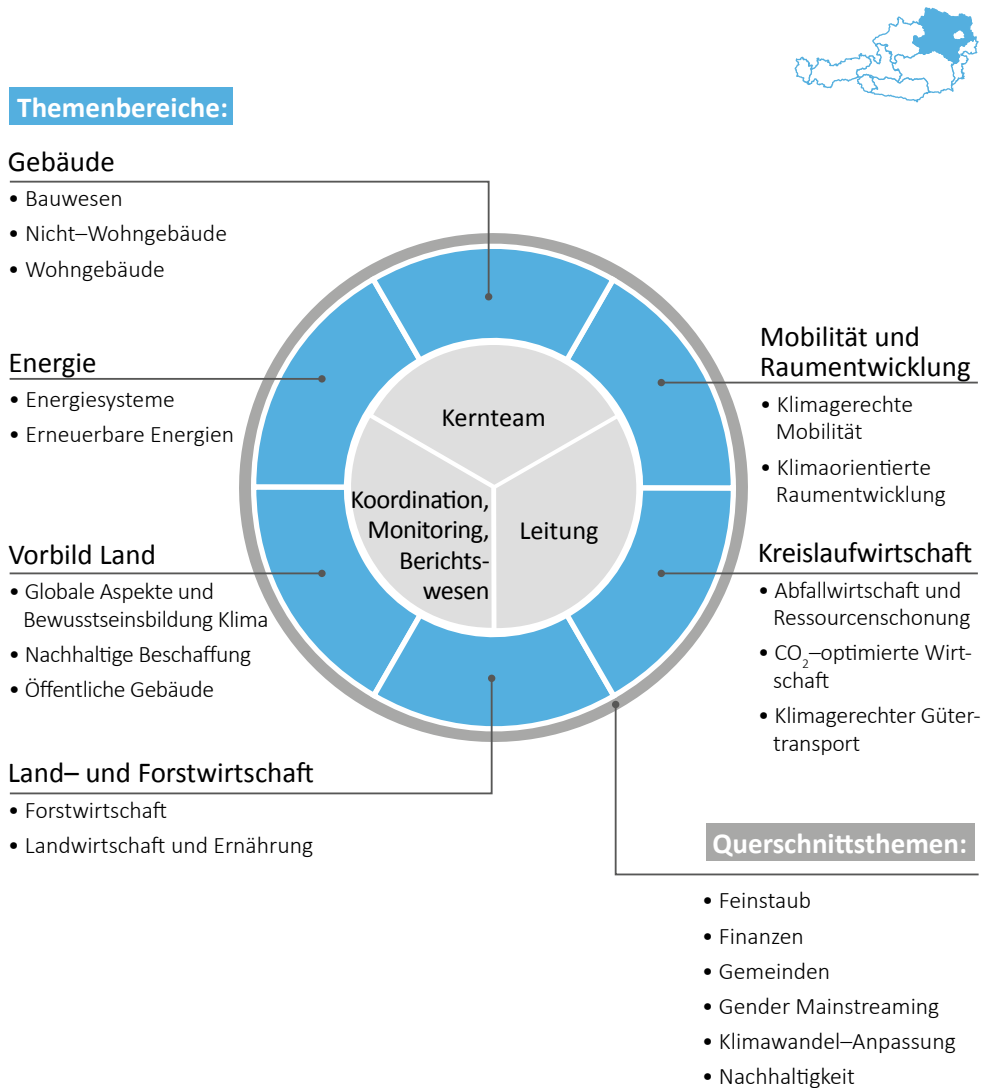 Themenbereiche:
Gebäude
• Bauwesen
• Nicht–Wohngebäude
• Wohngebäude
Energie
• Energiesysteme
• Erneuerbare Energien
Vorbild Land
• Globale Aspekte und
Bewusstseinsbildung Klima
• Nachhaltige Beschaffung
• Öffentliche Gebäude
Land– und Forstwirtschaft
• Forstwirtschaft
• Landwirtschaft und Ernährung
Kernteam
Koordination,
Monitoring,
Berichts-
wesen
Leitung
Mobilität und
Raumentwicklung
• Klimagerechte
Mobilität
• Klimaorientierte
Raumentwicklung
Kreislaufwirtschaft
• Abfallwirtschaft und
Ressourcenschonung
• CO₂–optimierte Wirt-
schaft
• Klimagerechter Güter-
transport
Querschnittsthemen:
• Feinstaub
• Finanzen
• Gemeinden
• Gender Mainstreaming
• Klimawandel–Anpassung
• Nachhaltigkeit